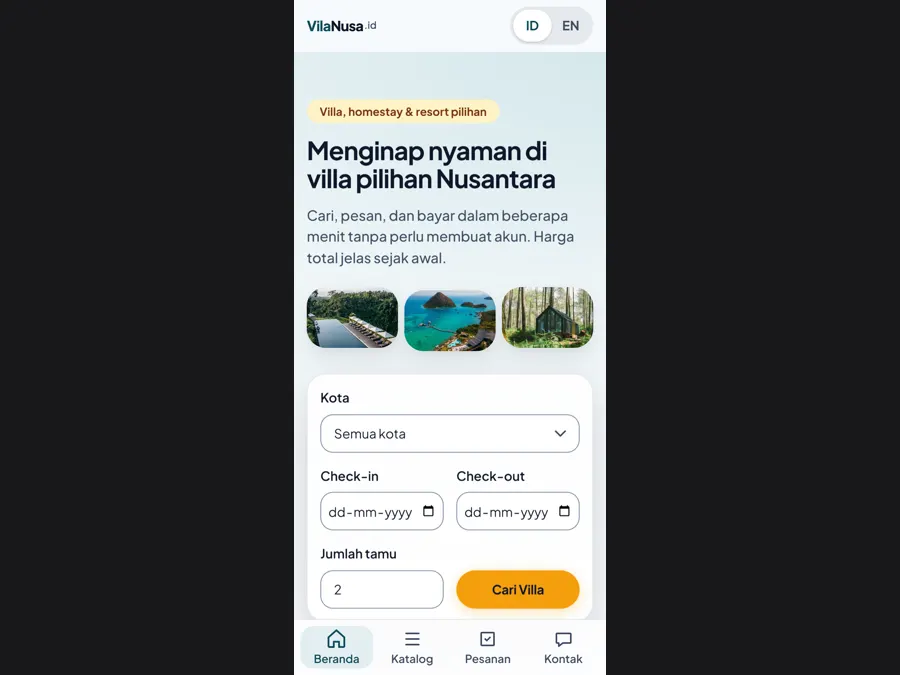 VilaNusa.id
ID
EN
Villa, homestay & resort pilihan
Menginap nyaman di
villa pilihan Nusantara
Cari, pesan, dan bayar dalam beberapa
menit tanpa perlu membuat akun. Harga
total jelas sejak awal.
Kota
Semua kota
Check-in
Check-out
dd-mm-yyyy
dd-mm-yyyy
Jumlah tamu
2
Cari Villa
Beranda
Katalog
Pesanan
Kontak